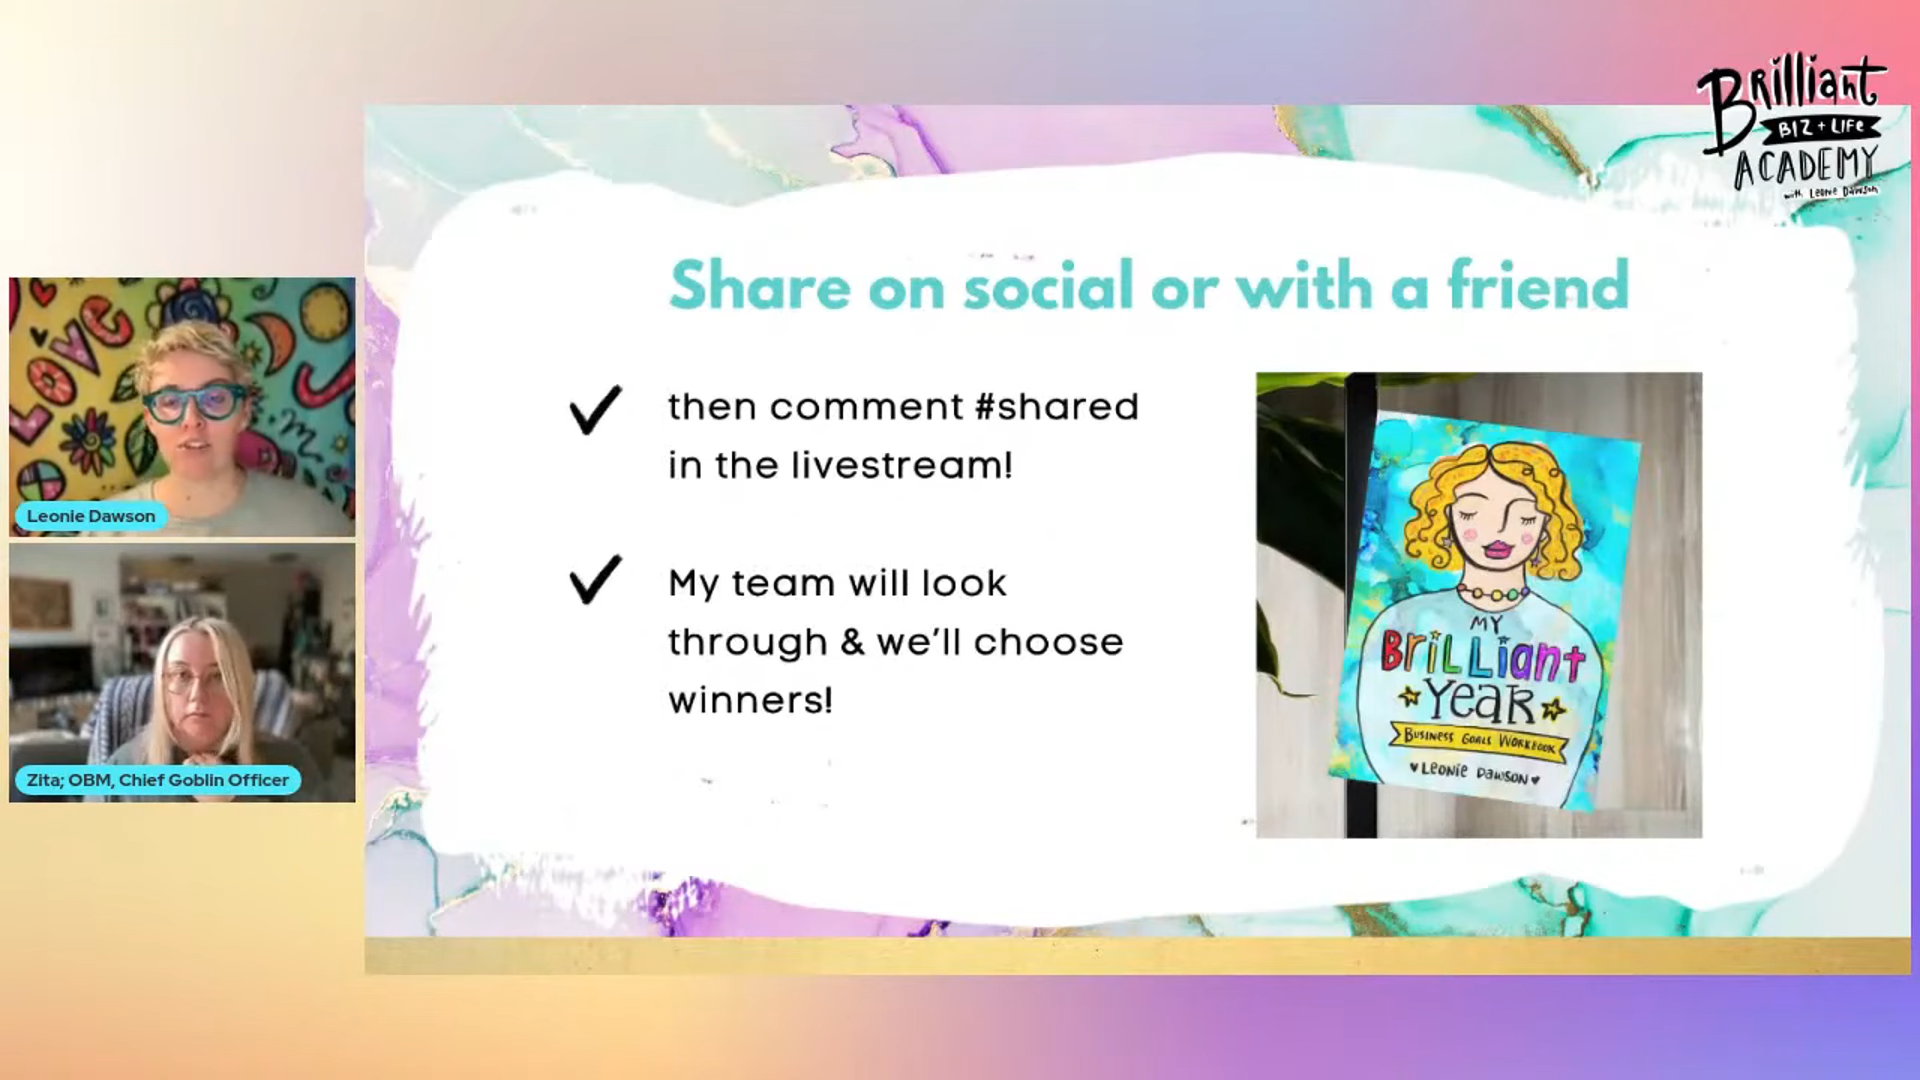 Brilliant
BIZ + LIFE
ACADEMY
with Leonie Dawson
Share on social or with a friend
then comment #shared
in the livestream!
My team will look
through & we’ll choose
winners!
MY
BRILLIANT
YEAR
BUSINESS GOALS WORKBOOK
LEONIE DAWSON
LOVE
Leonie Dawson
Zita; OBM, Chief Goblin Officer